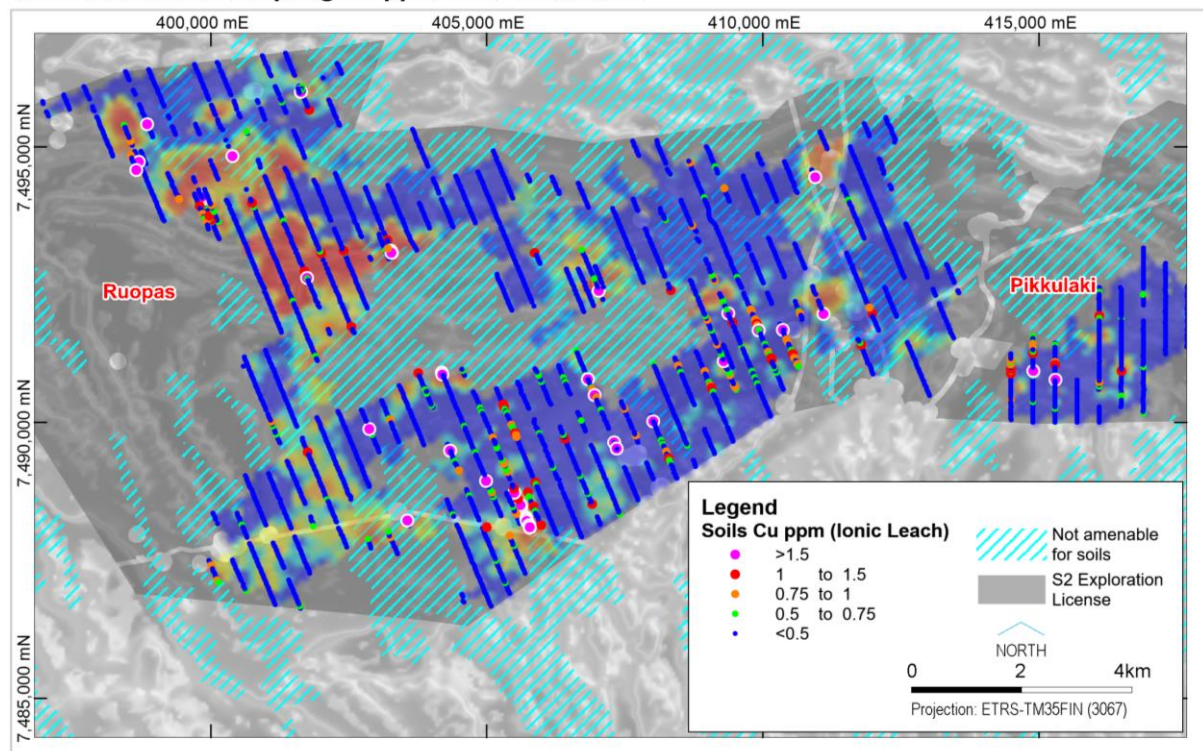 400,000 mE 405,000 mE 410,000 mE 415,000 mE
7,495,000 mN
7,490,000 mN
7,485,000 mN
Ruopas
Pikkulaki
Legend
Soils Cu ppm (Ionic Leach)
>1.5
1 to 1.5
0.75 to 1
0.5 to 0.75
<0.5
Not amenable
for soils
S2 Exploration
License
NORTH
0 2 4km
Projection: ETRS-TM35FIN (3067)